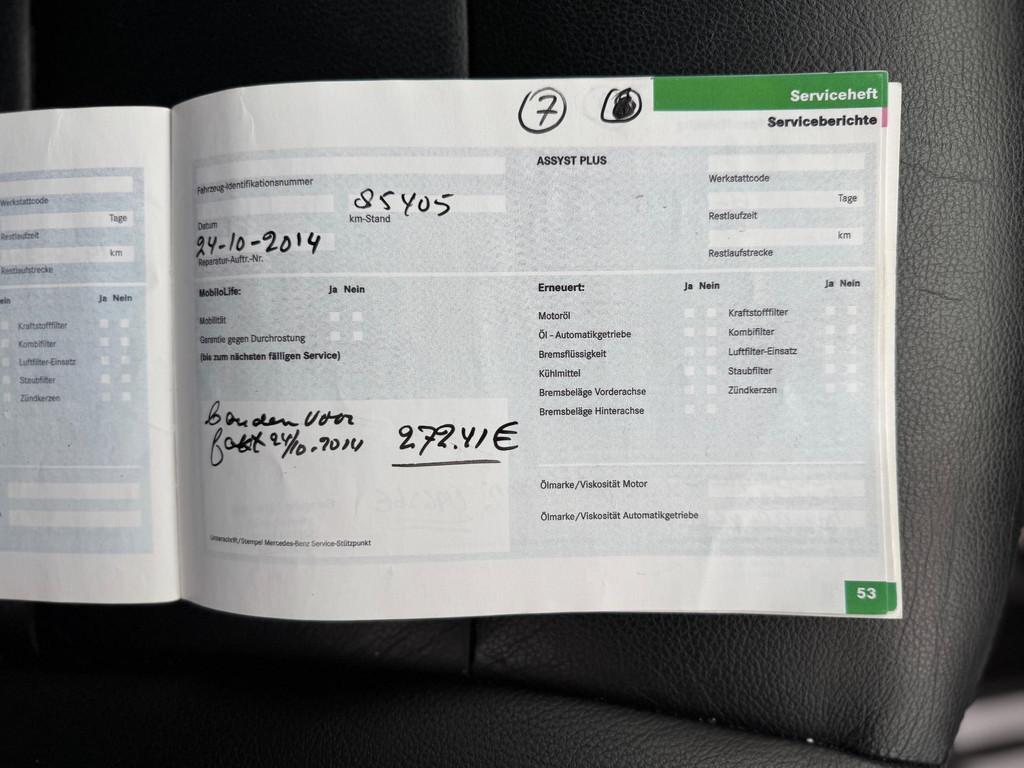 Werkstattcode
Tage
Restlaufzeit
km
Restlaufstrecke
Ja Nein
Kraftstofffilter
Kombifilter
Luftfilter-Einsatz
Staubfilter
Zündkerzen
7
Serviceheft
Serviceberichte
Fahrzeug-Identifikationsnummer
85405
Datum
km-Stand
24-10-2014
Reparatur-Auftr.-Nr.
MobiloLife:
Ja Nein
Mobilität
Garantie gegen Durchrostung
(bis zum nächsten fälligen Service)
banden voor
fakt 24/10-2014
272.41€
Unterschrift/Stempel Mercedes-Benz Service-Stützpunkt
ASSYST PLUS
Werkstattcode
Tage
Restlaufzeit
km
Restlaufstrecke
Erneuert:
Ja Nein
Ja Nein
Motoröl
Kraftstofffilter
Öl - Automatikgetriebe
Kombifilter
Bremsflüssigkeit
Luftfilter-Einsatz
Kühlmittel
Staubfilter
Bremsbeläge Vorderachse
Zündkerzen
Bremsbeläge Hinterachse
Ölmarke/Viskosität Motor
Ölmarke/Viskosität Automatikgetriebe
53